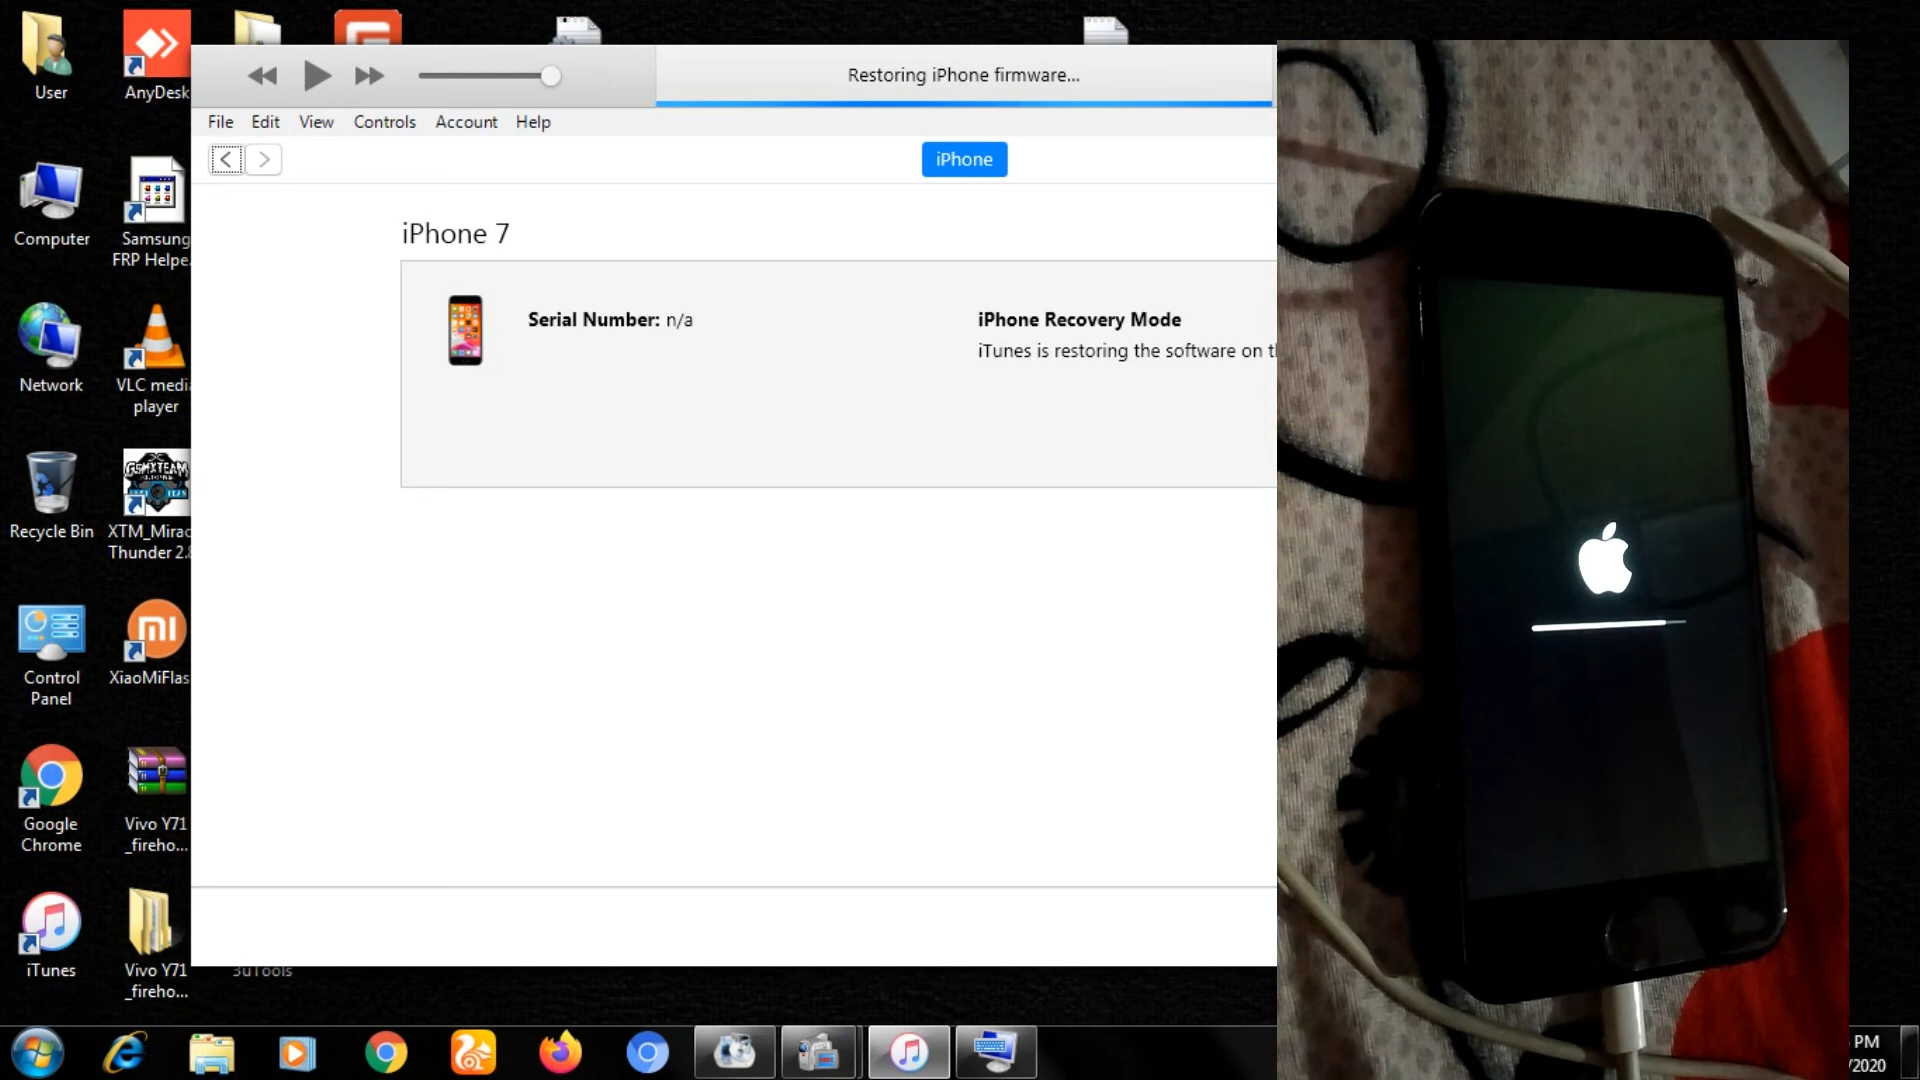 Restoring iPhone firmware...
File Edit View Controls Account Help
iPhone
iPhone 7
Serial Number: n/a
iPhone Recovery Mode
iTunes is restoring the software on t
User
AnyDesk
Computer
Samsung
FRP Helpe.
Network
VLC medi
player
Recycle Bin
XTM_Mirac
Thunder 2.8
Control
Panel
XiaoMiFlas
Google
Chrome
Vivo Y71
_fireho...
iTunes
Vivo Y71
_fireho...
3uTools
PM
/2020